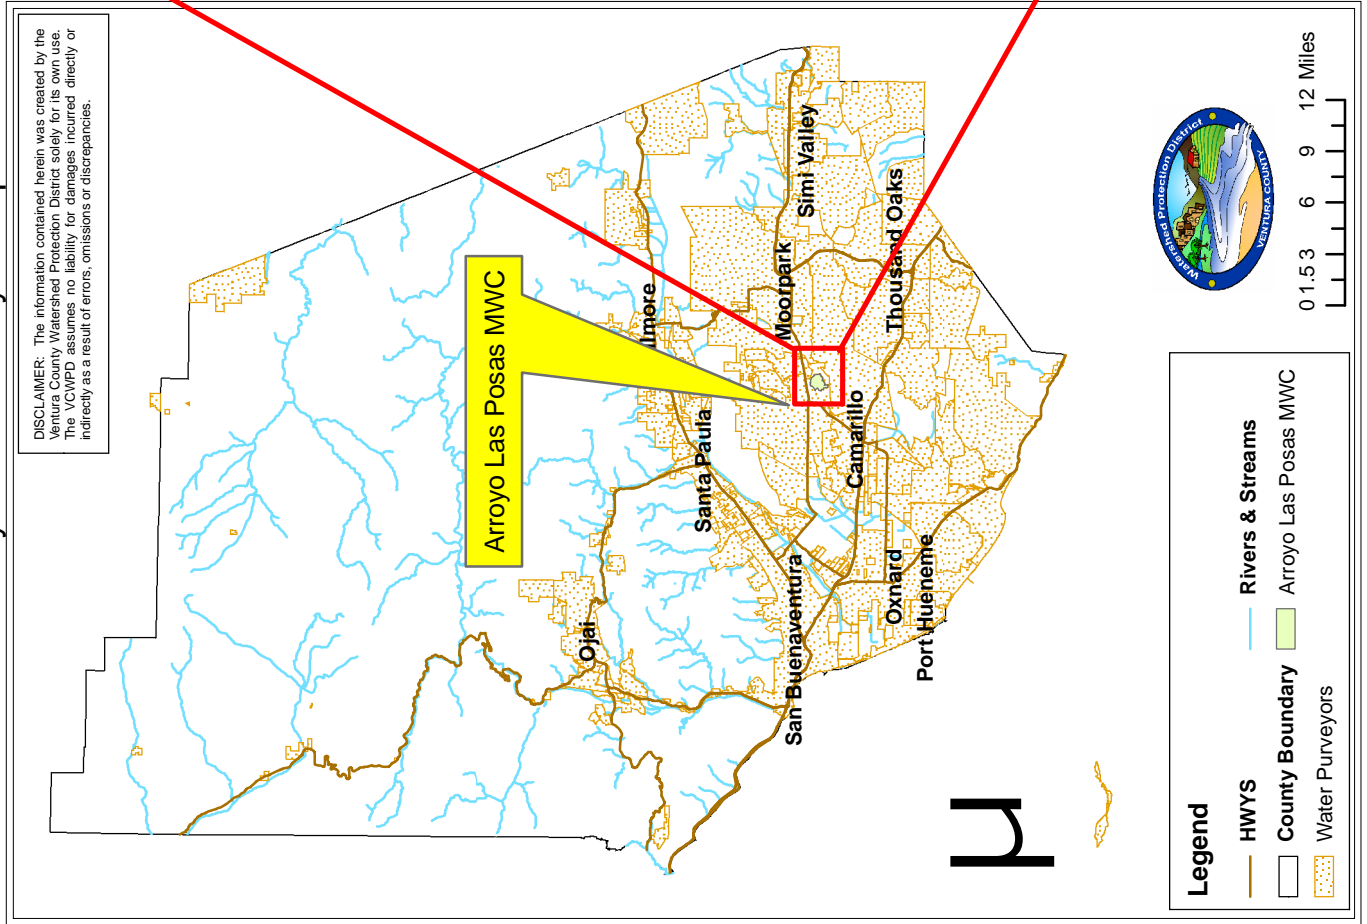 DISCLAIMER: The information contained herein was created by the
Ventura County Watershed Protection District solely for its own use.
The VCWPD assumes no liability for damages incurred directly or
indirectly as a result of errors, omissions or discrepancies.
Arroyo Las Posas MWC
lmore
Santa Paula
Ojai
Moorpark
Simi Valley
Thousand Oaks
Camarillo
San Buenaventura
Oxnard
Port Hueneme
µ
Watershed Protection District
VENTURA COUNTY
0 1.5 3 6 9 12 Miles
Legend
HWYS
Rivers & Streams
County Boundary
Arroyo Las Posas MWC
Water Purveyors